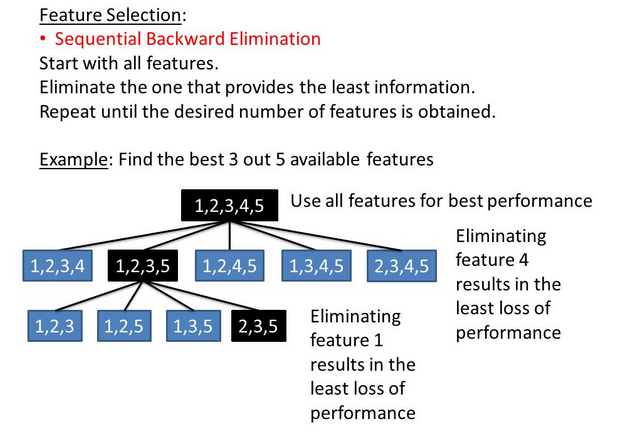 Feature Selection:
• Sequential Backward Elimination
Start with all features.
Eliminate the one that provides the least information.
Repeat until the desired number of features is obtained.
Example: Find the best 3 out 5 available features
1,2,3,4,5
Use all features for best performance
1,2,3,4
1,2,3,5
1,2,4,5
1,3,4,5
2,3,4,5
Eliminating
feature 4
results in the
least loss of
performance
1,2,3
1,2,5
1,3,5
2,3,5
Eliminating
feature 1
results in the
least loss of
performance